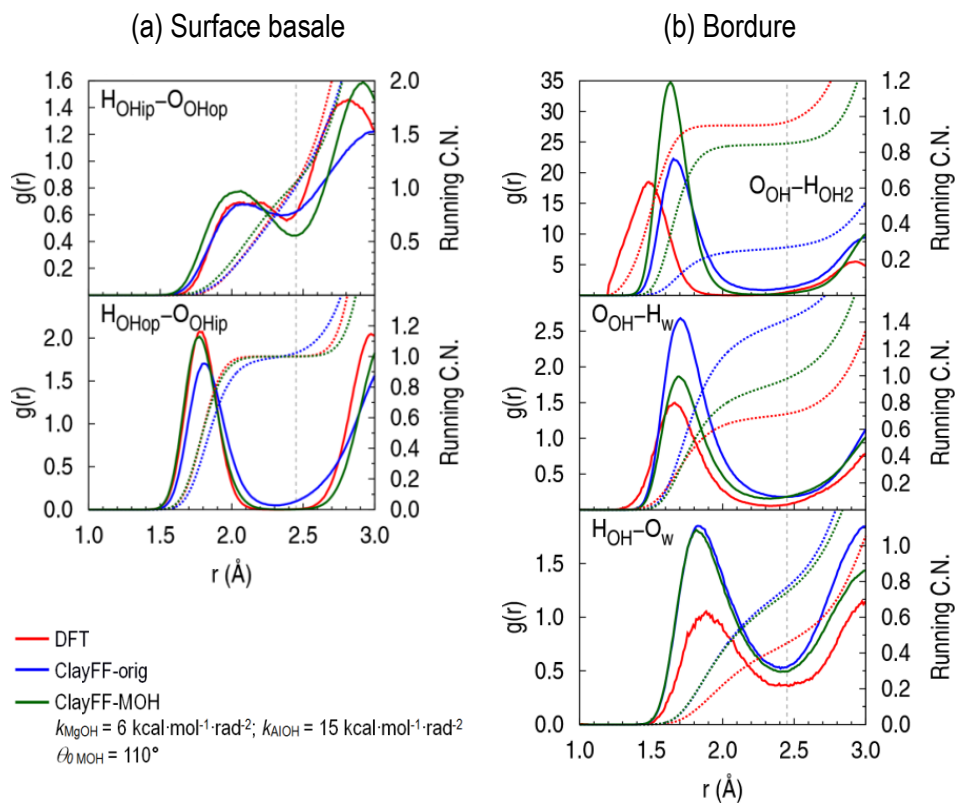 (a) Surface basale
(b) Bordure
H_OHip–O_OHop
g(r)
1.6
1.4
1.2
1.0
0.8
0.6
0.4
0.2
2.0
1.5
1.0
0.5
Running C.N.
H_OHop–O_OHip
g(r)
2.0
1.5
1.0
0.5
0.0
1.2
1.0
0.8
0.6
0.4
0.2
0.0
Running C.N.
1.0 1.5 2.0 2.5 3.0
r (Å)
DFT
ClayFF-orig
ClayFF-MOH
k_MgOH = 6 kcal·mol⁻¹·rad⁻²; k_AlOH = 15 kcal·mol⁻¹·rad⁻²
θ_0 MOH = 110°
O_OH–H_OH2
g(r)
35
30
25
20
15
10
5
1.2
1.0
0.8
0.6
0.4
0.2
Running C.N.
O_OH–H_w
g(r)
2.5
2.0
1.5
1.0
0.5
1.4
1.2
1.0
0.8
0.6
0.4
0.2
Running C.N.
H_OH–O_w
g(r)
1.5
1.0
0.5
0.0
1.0
0.8
0.6
0.4
0.2
0.0
Running C.N.
1.0 1.5 2.0 2.5 3.0
r (Å)